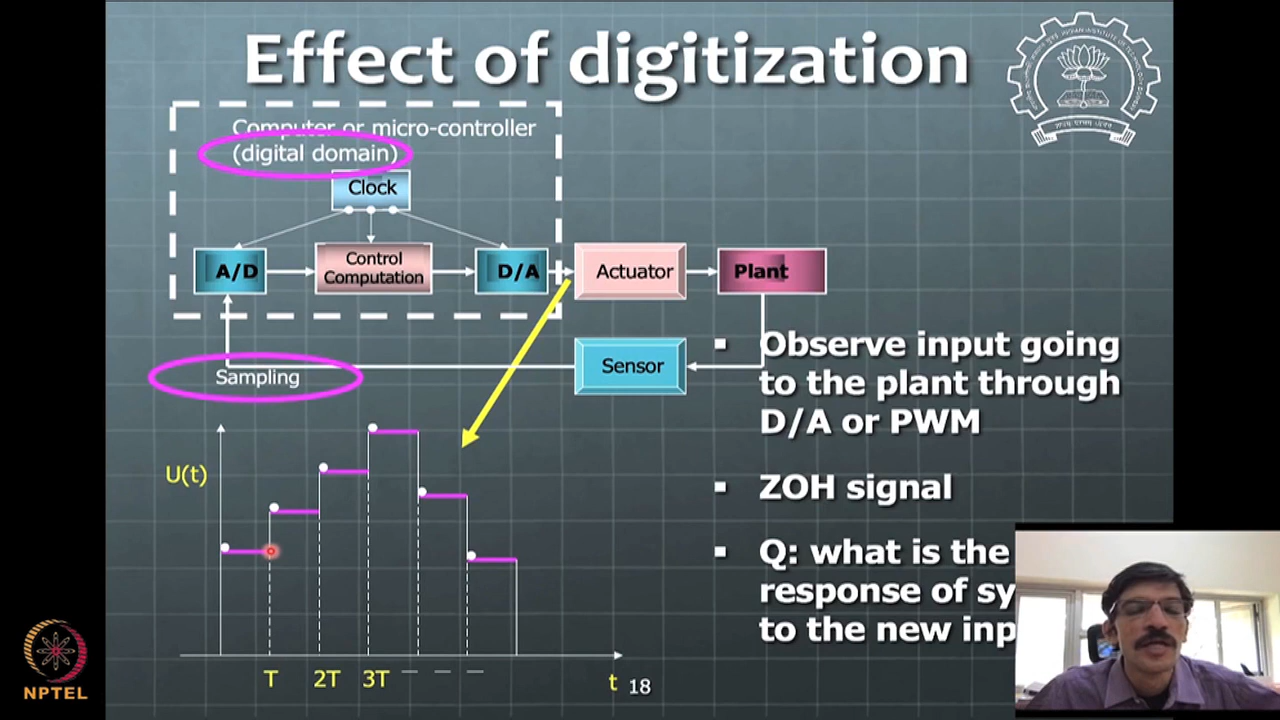 Effect of digitization
Computer or micro-controller
(digital domain)
Clock
A/D
Control
Computation
D/A
Actuator
Plant
Sensor
Sampling
▪ Observe input going
to the plant through
D/A or PWM
▪ ZOH signal
▪ Q: what is the
response of sy
to the new inp
U(t)
T 2T 3T
t
18
NPTEL